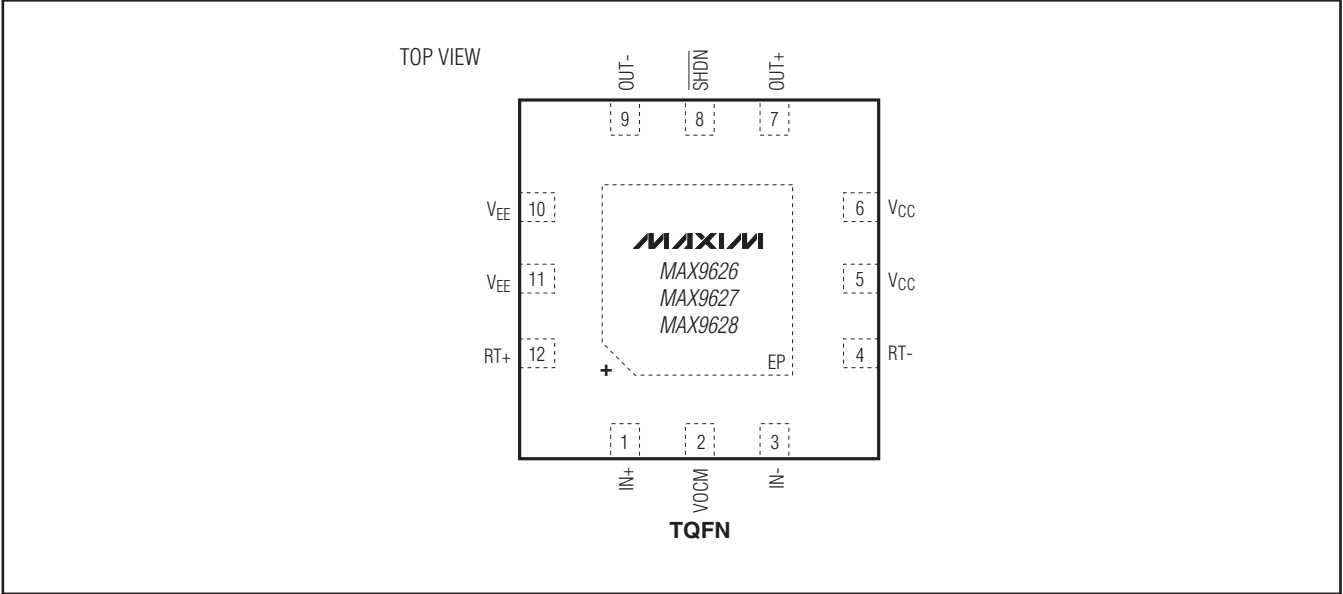 TOP VIEW
OUT-
SHDN
OUT+
9
8
7
VEE 10
6 VCC
MAXIM
MAX9626
VEE 11
5 VCC
MAX9627
MAX9628
RT+ 12
4 RT-
EP
+
1
2
3
IN+
VOCM
IN-
TQFN